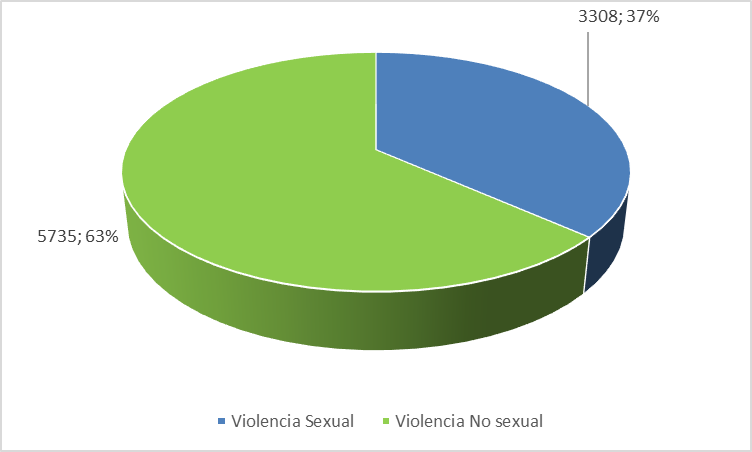 3308; 37%
5735; 63%
Violencia Sexual
Violencia No sexual